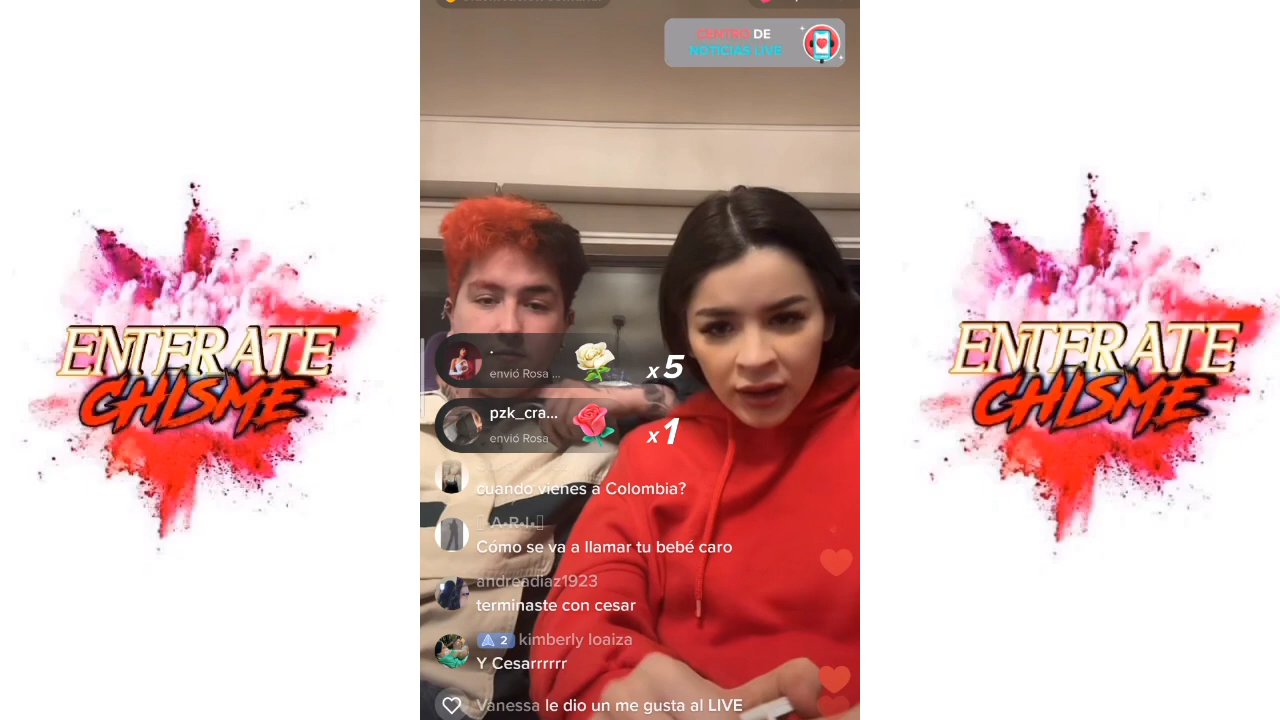 CENTRO DE
NOTICIAS LIVE
ENTERATE
CHISME
ENTERATE
CHISME
.
envió Rosa ...
x5
pzk_cra...
envió Rosa
x1
cuando vienes a Colombia?
A•R•I•
Cómo se va a llamar tu bebé caro
andreadiaz1923
terminaste con cesar
2 kimberly loaiza
Y Cesarrrrrr
Vanessa le dio un me gusta al LIVE